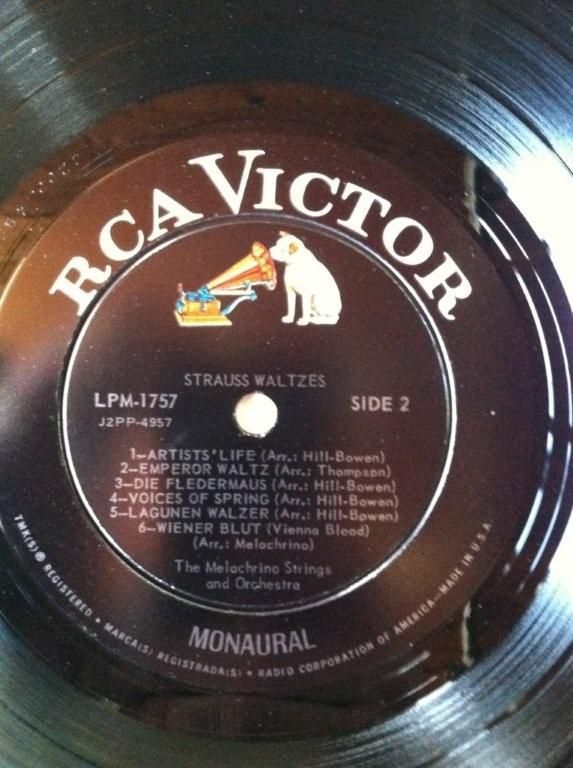 RCA VICTOR
STRAUSS WALTZES
LPM-1757 SIDE 2
J2PP-4957
1—ARTISTS' LIFE (Arr.: Hill-Bowen)
2—EMPEROR WALTZ (Arr.: Thompson)
3—DIE FLEDERMAUS (Arr.: Hill-Bowen)
4—VOICES OF SPRING (Arr.: Hill-Bowen)
5—LAGUNEN WALZER (Arr.: Hill-Bowen)
6—WIENER BLUT (Vienna Blood)
(Arr.: Melachrino)
The Melachrino Strings
and Orchestra
MONAURAL
TMK(S) ® REGISTERED • MARCA(S) REGISTRADA(S) • RADIO CORPORATION OF AMERICA—MADE IN U.S.A.